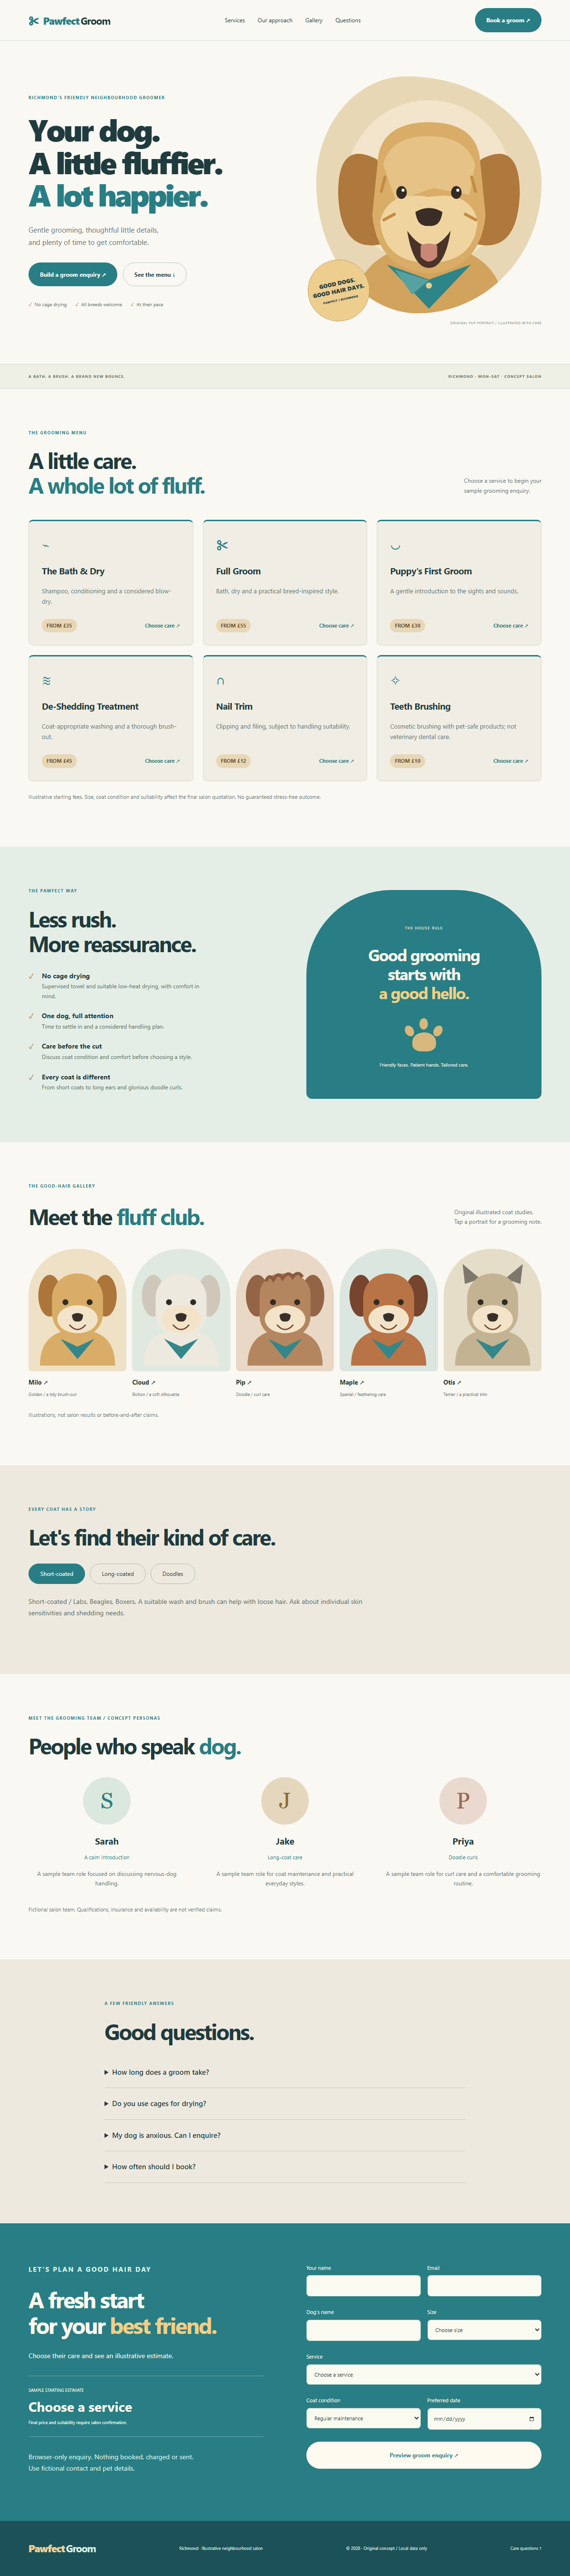 Pawfect Groom
Services
Our approach
Gallery
Questions
Book a groom ↗
RICHMOND'S FRIENDLY NEIGHBOURHOOD GROOMER
Your dog.
A little fluffier.
A lot happier.
Gentle grooming, thoughtful little details,
and plenty of time to get comfortable.
Build a groom enquiry ↗
See the menu ↓
✓ No cage drying
✓ All breeds welcome
✓ At their pace
GOOD DOGS.
GOOD HAIR DAYS.
PAWFECT / RICHMOND
ORIGINAL PUP PORTRAIT / ILLUSTRATED WITH CARE
A BATH. A BRUSH. A BRAND NEW BOUNCE.
RICHMOND · MON–SAT · CONCEPT SALON
THE GROOMING MENU
A little care.
A whole lot of fluff.
Choose a service to begin your
sample grooming enquiry.
The Bath & Dry
Shampoo, conditioning and a considered blow-
dry.
FROM £35
Choose care ↗
Full Groom
Bath, dry and a practical breed-inspired style.
FROM £55
Choose care ↗
Puppy's First Groom
A gentle introduction to the sights and sounds.
FROM £30
Choose care ↗
De-Shedding Treatment
Coat-appropriate washing and a thorough brush-
out.
FROM £45
Choose care ↗
Nail Trim
Clipping and filing, subject to handling suitability.
FROM £12
Choose care ↗
Teeth Brushing
Cosmetic brushing with pet-safe products; not
veterinary dental care.
FROM £10
Choose care ↗
Illustrative starting fees. Size, coat condition and suitability affect the final salon quotation. No guaranteed stress-free outcome.
THE PAWFECT WAY
Less rush.
More reassurance.
✓ No cage drying
Supervised towel and suitable low-heat drying, with comfort in
mind.
✓ One dog, full attention
Time to settle in and a considered handling plan.
✓ Care before the cut
Discuss coat condition and comfort before choosing a style.
✓ Every coat is different
From short coats to long ears and glorious doodle curls.
THE HOUSE RULE
Good grooming
starts with
a good hello.
Friendly faces. Patient hands. Tailored care.
THE GOOD-HAIR GALLERY
Meet the fluff club.
Original illustrated coat studies.
Tap a portrait for a grooming note.
Milo ↗
Golden / a tidy brush-out
Cloud ↗
Bichon / a soft silhouette
Pip ↗
Doodle / curl care
Maple ↗
Spaniel / feathering care
Otis ↗
Terrier / a practical trim
Illustrations; not salon results or before-and-after claims.
EVERY COAT HAS A STORY
Let's find their kind of care.
Short-coated
Long-coated
Doodles
Short-coated / Labs, Beagles, Boxers. A suitable wash and brush can help with loose hair. Ask about individual skin
sensitivities and shedding needs.
MEET THE GROOMING TEAM / CONCEPT PERSONAS
People who speak dog.
S
Sarah
A calm introduction
A sample team role focused on discussing nervous-dog
handling.
J
Jake
Long-coat care
A sample team role for coat maintenance and practical
everyday styles.
P
Priya
Doodle curls
A sample team role for curl care and a comfortable grooming
routine.
Fictional salon team. Qualifications, insurance and availability are not verified claims.
A FEW FRIENDLY ANSWERS
Good questions.
How long does a groom take?
Do you use cages for drying?
My dog is anxious. Can I enquire?
How often should I book?
LET'S PLAN A GOOD HAIR DAY
A fresh start
for your best friend.
Choose their care and see an illustrative estimate.
SAMPLE STARTING ESTIMATE
Choose a service
Final price and suitability require salon confirmation.
Browser-only enquiry. Nothing booked, charged or sent.
Use fictional contact and pet details.
Your name
Email
Dog's name
Size
Choose size
Service
Choose a service
Coat condition
Regular maintenance
Preferred date
mm/dd/yyyy
Preview groom enquiry ↗
Pawfect Groom
Richmond · Illustrative neighbourhood salon
© 2026 · Original concept / Local data only
Care questions ↑